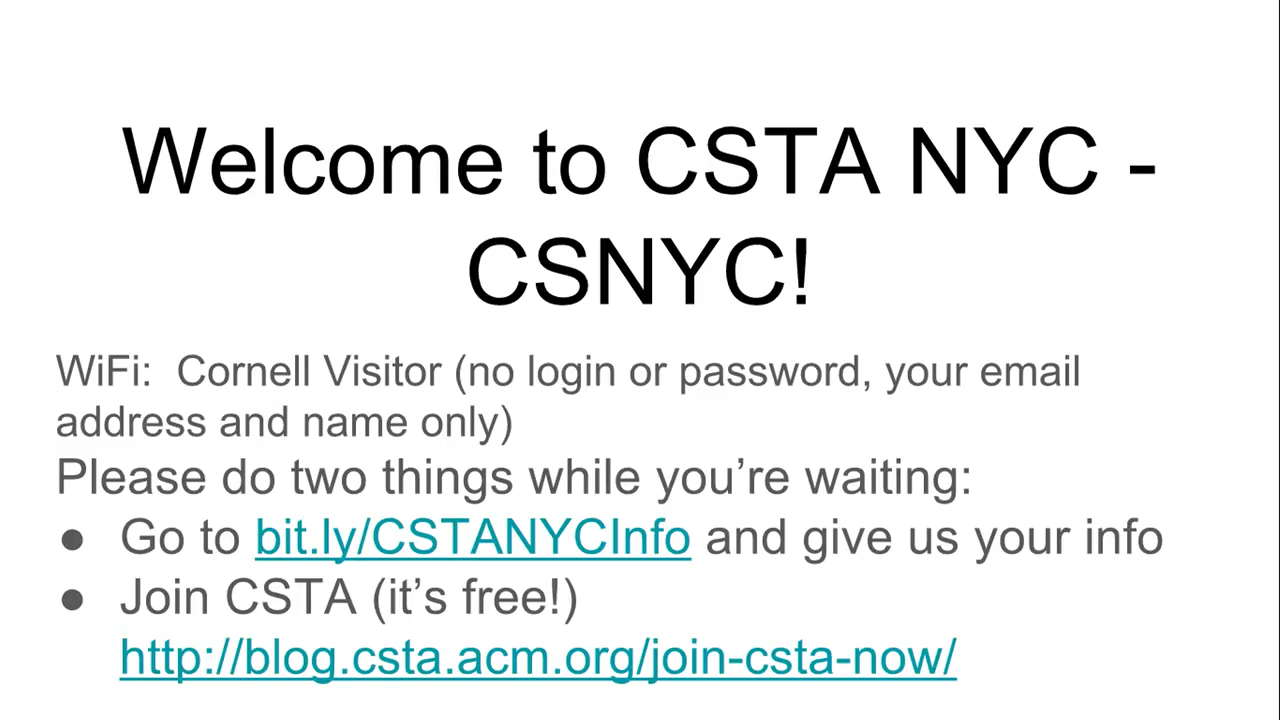 Welcome to CSTA NYC -
CSNYC!
WiFi:  Cornell Visitor (no login or password, your email
address and name only)
Please do two things while you’re waiting:
● Go to bit.ly/CSTANYCInfo and give us your info
● Join CSTA (it’s free!)
http://blog.csta.acm.org/join-csta-now/